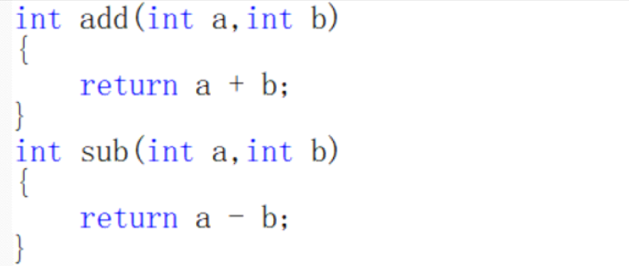 int add(int a,int b)
{
    return a + b;
}
int sub(int a,int b)
{
    return a - b;
}